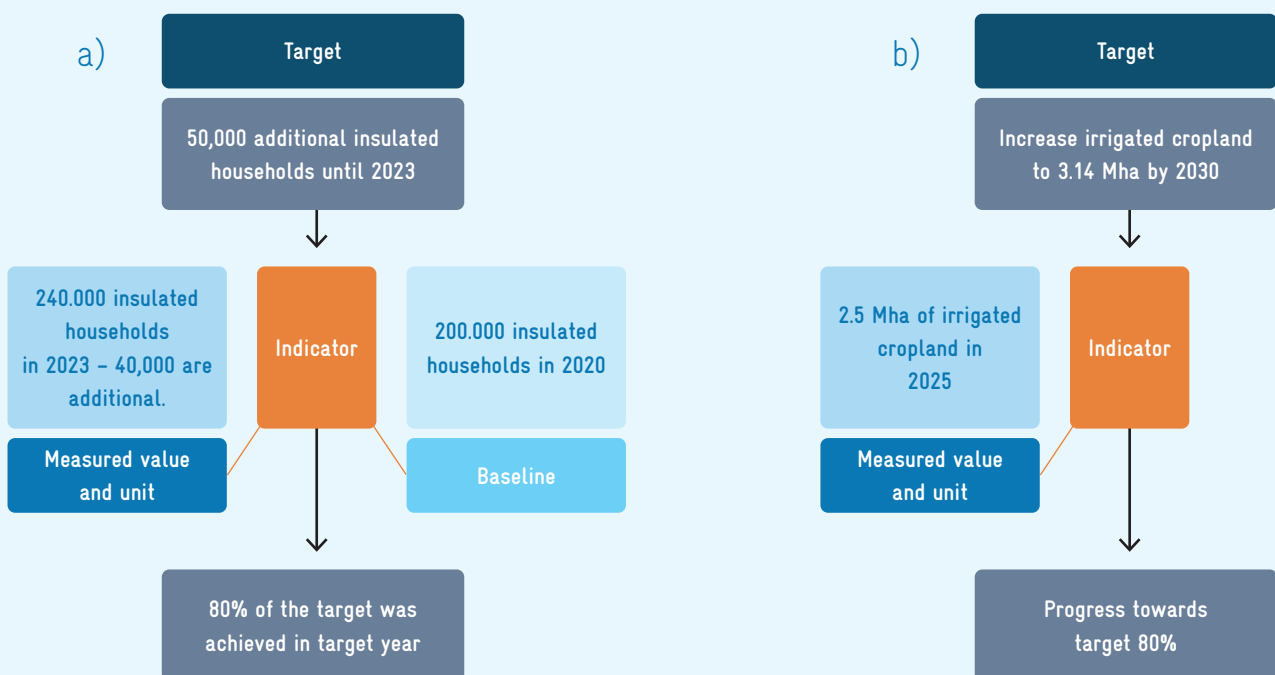 a)
Target
50,000 additional insulated
households until 2023
240.000 insulated
households
in 2023 – 40,000 are
additional.
Indicator
200.000 insulated
households in 2020
Measured value
and unit
Baseline
80% of the target was
achieved in target year
b)
Target
Increase irrigated cropland
to 3.14 Mha by 2030
2.5 Mha of irrigated
cropland in
2025
Indicator
Measured value
and unit
Progress towards
target 80%